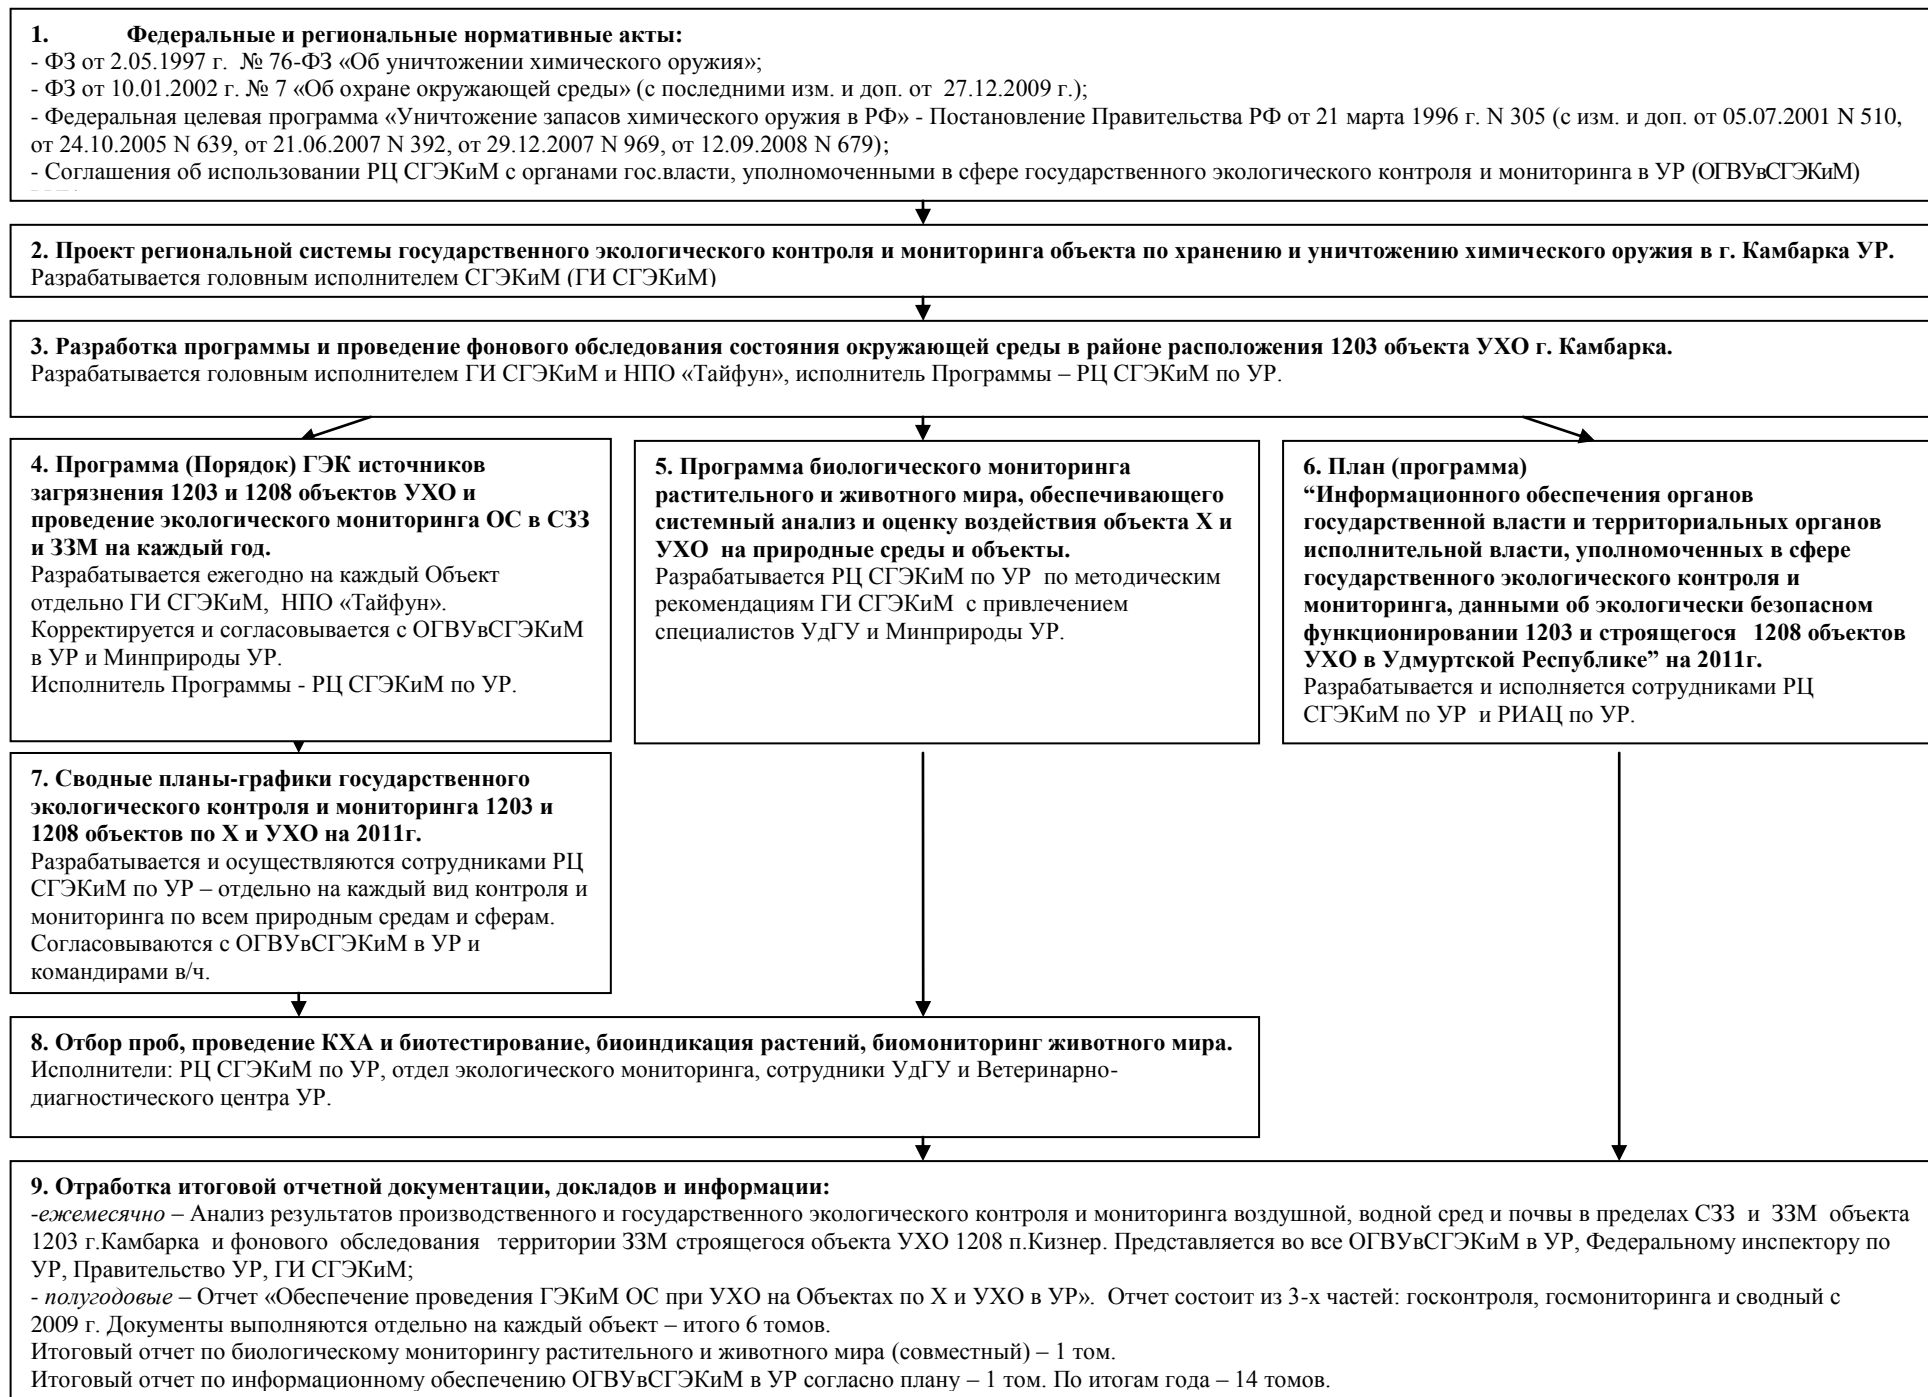 1. Федеральные и региональные нормативные акты:
- ФЗ от 2.05.1997 г. № 76-ФЗ «Об уничтожении химического оружия»;
- ФЗ от 10.01.2002 г. № 7 «Об охране окружающей среды» (с последними изм. и доп. от 27.12.2009 г.);
- Федеральная целевая программа «Уничтожение запасов химического оружия в РФ» - Постановление Правительства РФ от 21 марта 1996 г. N 305 (с изм. и доп. от 05.07.2001 N 510,
от 24.10.2005 N 639, от 21.06.2007 N 392, от 29.12.2007 N 969, от 12.09.2008 N 679);
- Соглашения об использовании РЦ СГЭКиМ с органами гос.власти, уполномоченными в сфере государственного экологического контроля и мониторинга в УР (ОГВУвСГЭКиМ)
2. Проект региональной системы государственного экологического контроля и мониторинга объекта по хранению и уничтожению химического оружия в г. Камбарка УР.
Разрабатывается головным исполнителем СГЭКиМ (ГИ СГЭКиМ)
3. Разработка программы и проведение фонового обследования состояния окружающей среды в районе расположения 1203 объекта УХО г. Камбарка.
Разрабатывается головным исполнителем ГИ СГЭКиМ и НПО «Тайфун», исполнитель Программы – РЦ СГЭКиМ по УР.
4. Программа (Порядок) ГЭК источников
загрязнения 1203 и 1208 объектов УХО и
проведение экологического мониторинга ОС в СЗЗ
и ЗЗМ на каждый год.
Разрабатывается ежегодно на каждый Объект
отдельно ГИ СГЭКиМ, НПО «Тайфун».
Корректируется и согласовывается с ОГВУвСГЭКиМ
в УР и Минприроды УР.
Исполнитель Программы - РЦ СГЭКиМ по УР.
5. Программа биологического мониторинга
растительного и животного мира, обеспечивающего
системный анализ и оценку воздействия объекта Х и
УХО на природные среды и объекты.
Разрабатывается РЦ СГЭКиМ по УР по методическим
рекомендациям ГИ СГЭКиМ с привлечением
специалистов УдГУ и Минприроды УР.
6. План (программа)
“Информационного обеспечения органов
государственной власти и территориальных органов
исполнительной власти, уполномоченных в сфере
государственного экологического контроля и
мониторинга, данными об экологически безопасном
функционировании 1203 и строящегося 1208 объектов
УХО в Удмуртской Республике” на 2011г.
Разрабатывается и исполняется сотрудниками РЦ
СГЭКиМ по УР и РИАЦ по УР.
7. Сводные планы-графики государственного
экологического контроля и мониторинга 1203 и
1208 объектов по Х и УХО на 2011г.
Разрабатывается и осуществляются сотрудниками РЦ
СГЭКиМ по УР – отдельно на каждый вид контроля и
мониторинга по всем природным средам и сферам.
Согласовываются с ОГВУвСГЭКиМ в УР и
командирами в/ч.
8. Отбор проб, проведение КХА и биотестирование, биоиндикация растений, биомониторинг животного мира.
Исполнители: РЦ СГЭКиМ по УР, отдел экологического мониторинга, сотрудники УдГУ и Ветеринарно-
диагностического центра УР.
9. Отработка итоговой отчетной документации, докладов и информации:
-ежемесячно – Анализ результатов производственного и государственного экологического контроля и мониторинга воздушной, водной сред и почвы в пределах СЗЗ и ЗЗМ объекта
1203 г.Камбарка и фонового обследования территории ЗЗМ строящегося объекта УХО 1208 п.Кизнер. Представляется во все ОГВУвСГЭКиМ в УР, Федеральному инспектору по
УР, Правительство УР, ГИ СГЭКиМ;
- полугодовые – Отчет «Обеспечение проведения ГЭКиМ ОС при УХО на Объектах по Х и УХО в УР». Отчет состоит из 3-х частей: госконтроля, госмониторинга и сводный с
2009 г. Документы выполняются отдельно на каждый объект – итого 6 томов.
Итоговый отчет по биологическому мониторингу растительного и животного мира (совместный) – 1 том.
Итоговый отчет по информационному обеспечению ОГВУвСГЭКиМ в УР согласно плану – 1 том. По итогам года – 14 томов.